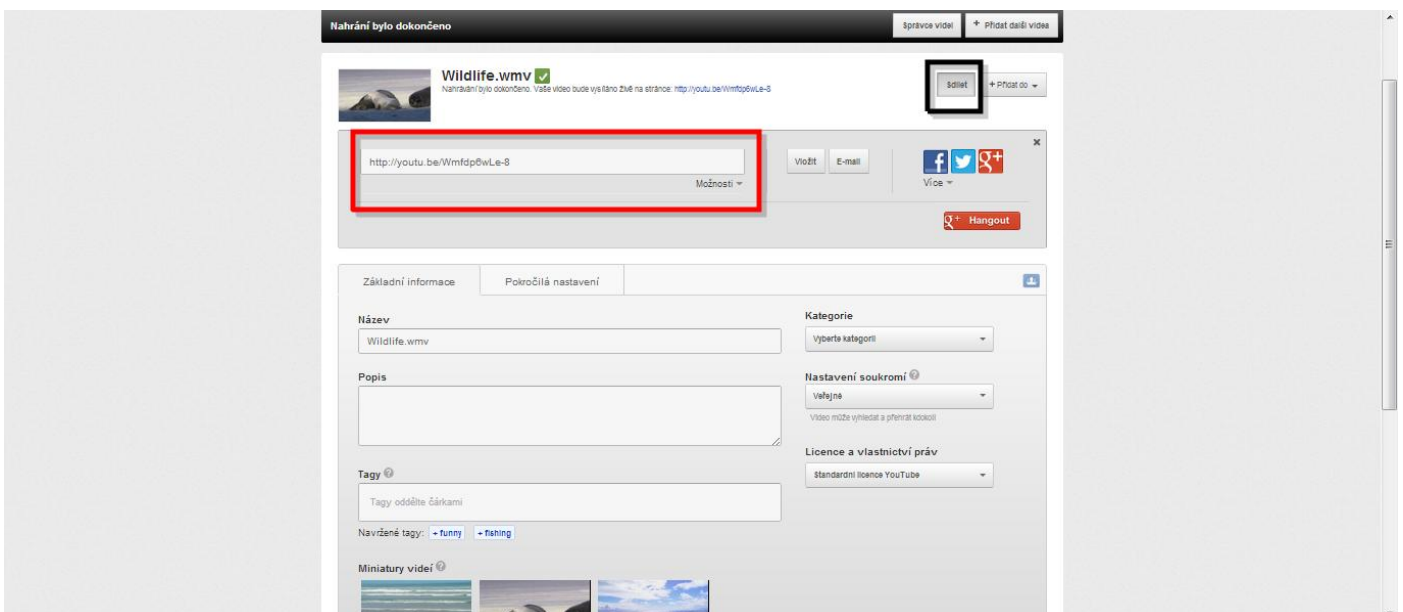 Nahrání bylo dokončeno
Správce videí
+ Přidat další videa
Wildlife.wmv
Nahrávání bylo dokončeno. Vaše video bude vysíláno živě na stránce: http://youtu.be/Wmfdp6wLe-8
Sdílet
+ Přidat do
http://youtu.be/Wmfdp6wLe-8
Vložit
E-mail
Možnosti
Více
g+ Hangout
Základní informace
Pokročilá nastavení
Název
Wildlife.wmv
Kategorie
Vyberte kategorii
Popis
Nastavení soukromí
Veřejné
Video může vyhledat a přehrát kdokoli
Licence a vlastnictví práv
Standardní licence YouTube
Tagy
Tagy oddělte čárkami
Navržené tagy: + funny + fishing
Miniatury videí